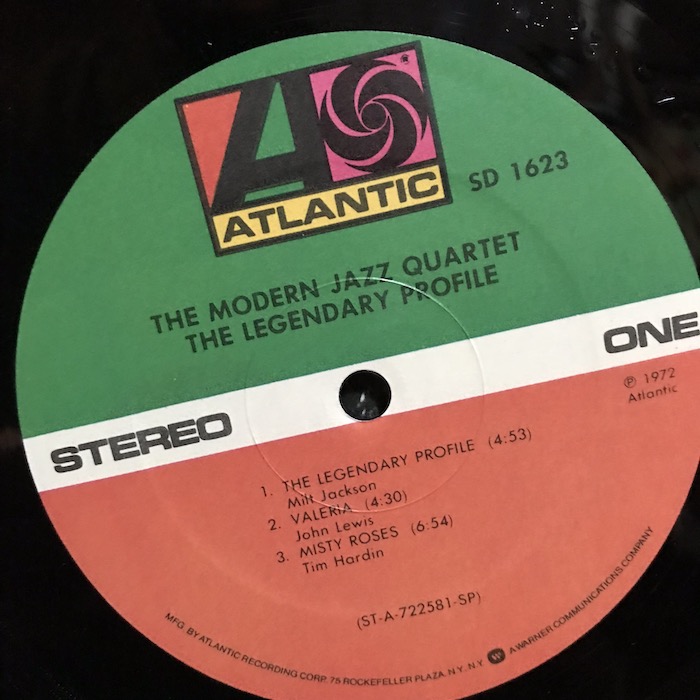 ATLANTIC
®
SD 1623
THE MODERN JAZZ QUARTET
THE LEGENDARY PROFILE
STEREO
ONE
℗ 1972
Atlantic
1. THE LEGENDARY PROFILE (4:53)
Milt Jackson
2. VALERIA (4:30)
John Lewis
3. MISTY ROSES (6:54)
Tim Hardin
(ST-A-722581-SP)
MFG. BY ATLANTIC RECORDING CORP. 75 ROCKEFELLER PLAZA, N.Y. N.Y. A WARNER COMMUNICATIONS COMPANY